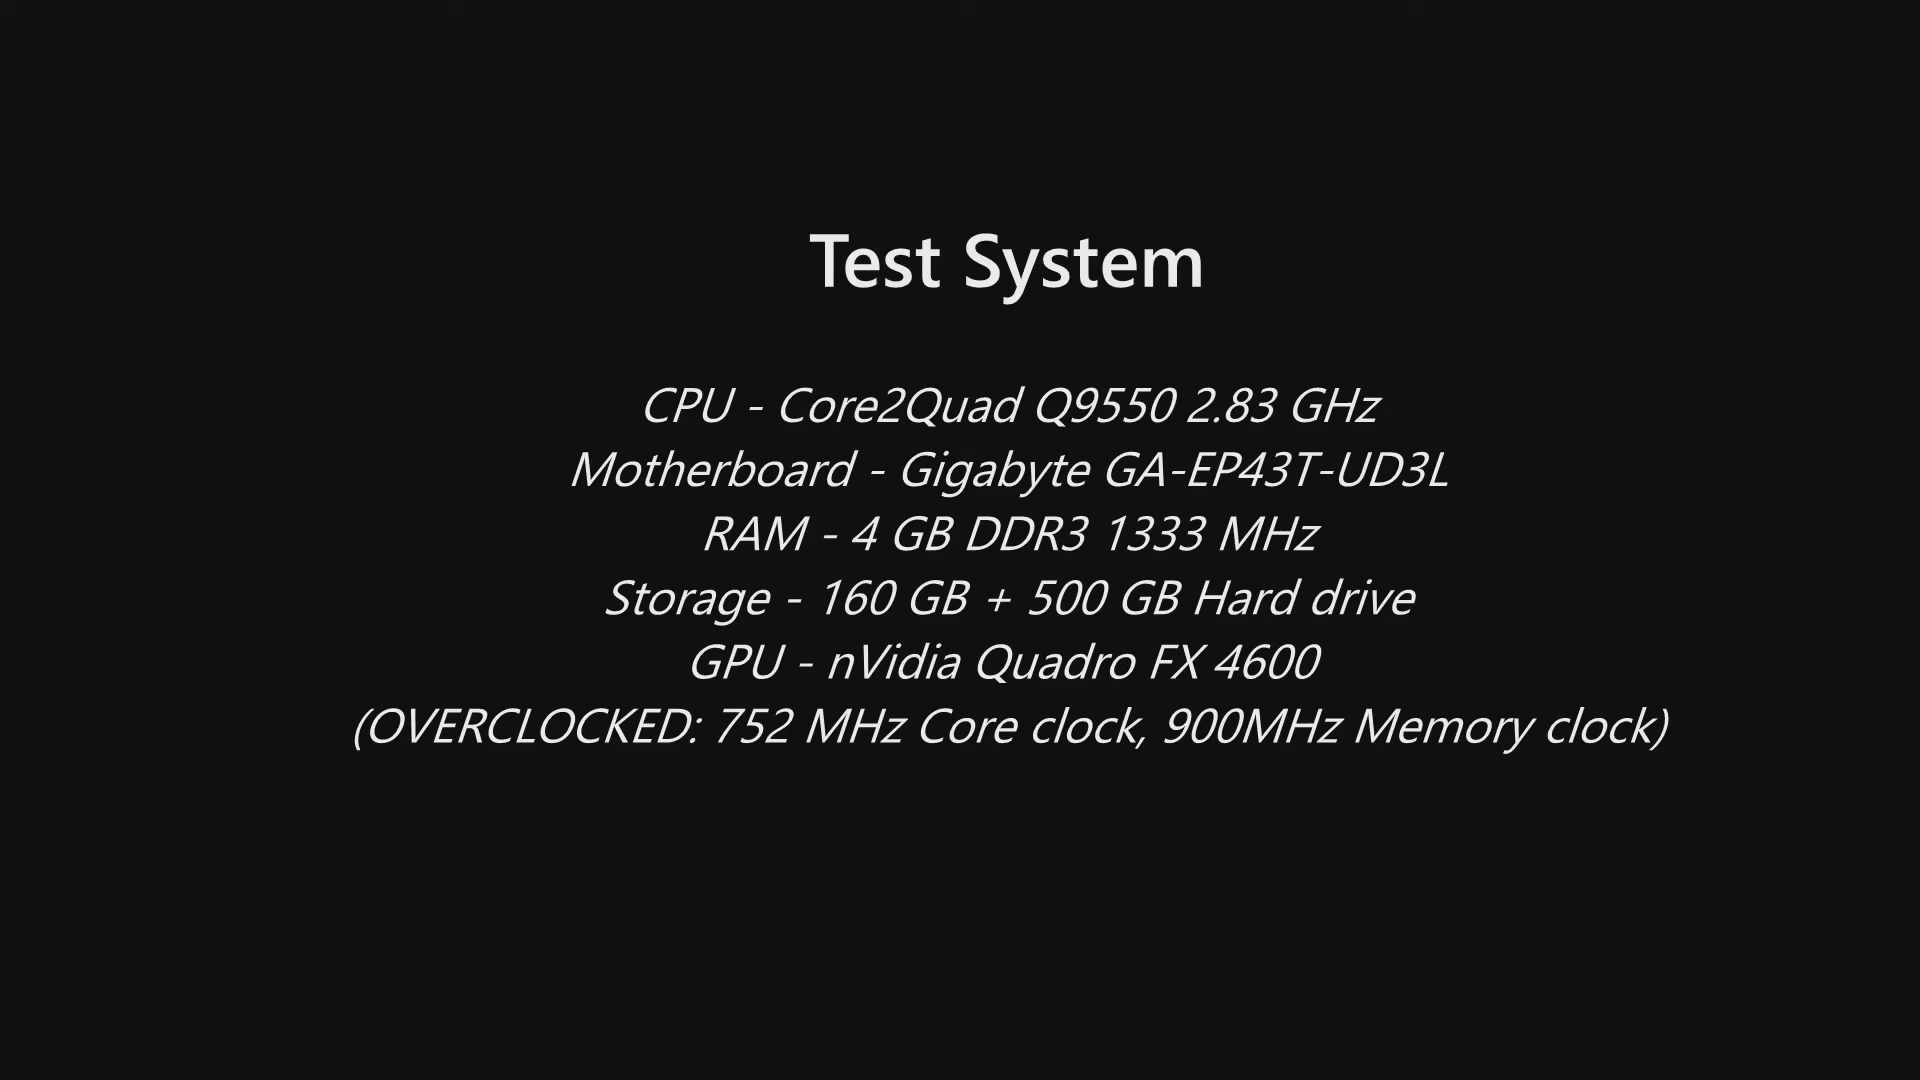 Test System
CPU - Core2Quad Q9550 2.83 GHz
Motherboard - Gigabyte GA-EP43T-UD3L
RAM - 4 GB DDR3 1333 MHz
Storage - 160 GB + 500 GB Hard drive
GPU - nVidia Quadro FX 4600
(OVERCLOCKED: 752 MHz Core clock, 900MHz Memory clock)